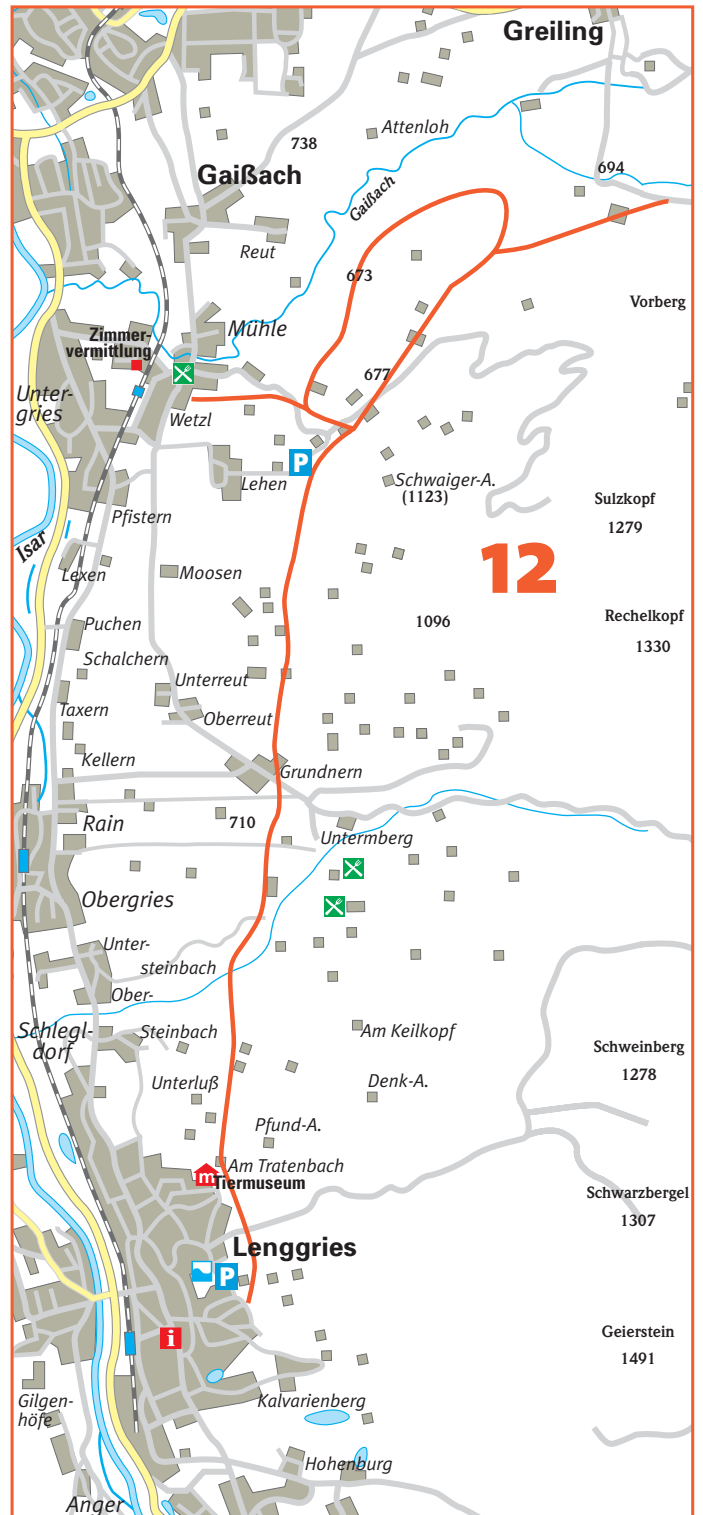 Greiling
Attenloh
738
694
Gaißach
Gaißach
Reut
673
Vorberg
Mühle
Zimmer-
vermittlung
677
Unter-
gries
Wetzl
P
Lehen
Schwaiger-A.
(1123)
Sulzkopf
1279
Pfistern
Isar
12
Lexen
Moosen
1096
Rechelkopf
1330
Puchen
Schalchern
Unterreut
Taxern
Oberreut
Kellern
Grundnern
Rain
710
Untermberg
Obergries
Unter-
steinbach
Ober-
Schlegl-
dorf
Steinbach
Am Keilkopf
Schweinberg
1278
Unterluß
Denk-A.
Pfund-A.
Am Tratenbach
m
Tiermuseum
Schwarzbergel
1307
Lenggries
P
i
Geierstein
1491
Gilgen-
höfe
Kalvarienberg
Hohenburg
Anger